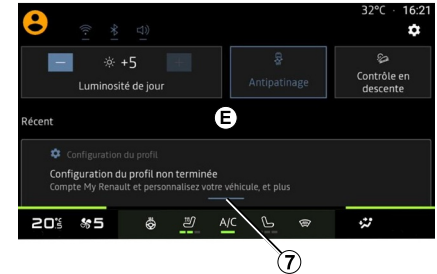 32°C · 16:21
+5
Luminosité de jour
Antipatinage
Contrôle en
descente
Récent
E
Configuration du profil
Configuration du profil non terminée
Compte My Renault et personnalisez votre véhicule, et plus
20 5 A/C
7